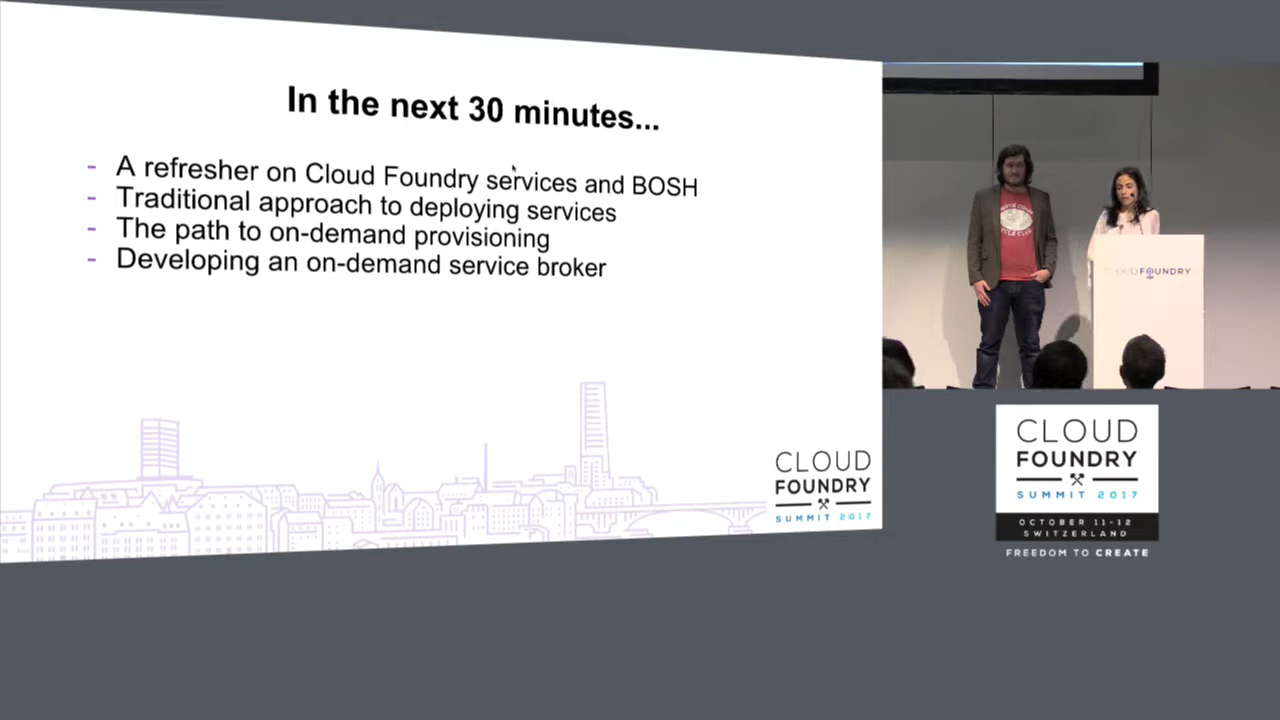 In the next 30 minutes...
- A refresher on Cloud Foundry services and BOSH
- Traditional approach to deploying services
- The path to on-demand provisioning
- Developing an on-demand service broker
CLOUD
FOUNDRY
SUMMIT 2017
CLOUD FOUNDRY
CLOUD
FOUNDRY
SUMMIT 2017
OCTOBER 11-12
SWITZERLAND
FREEDOM TO CREATE